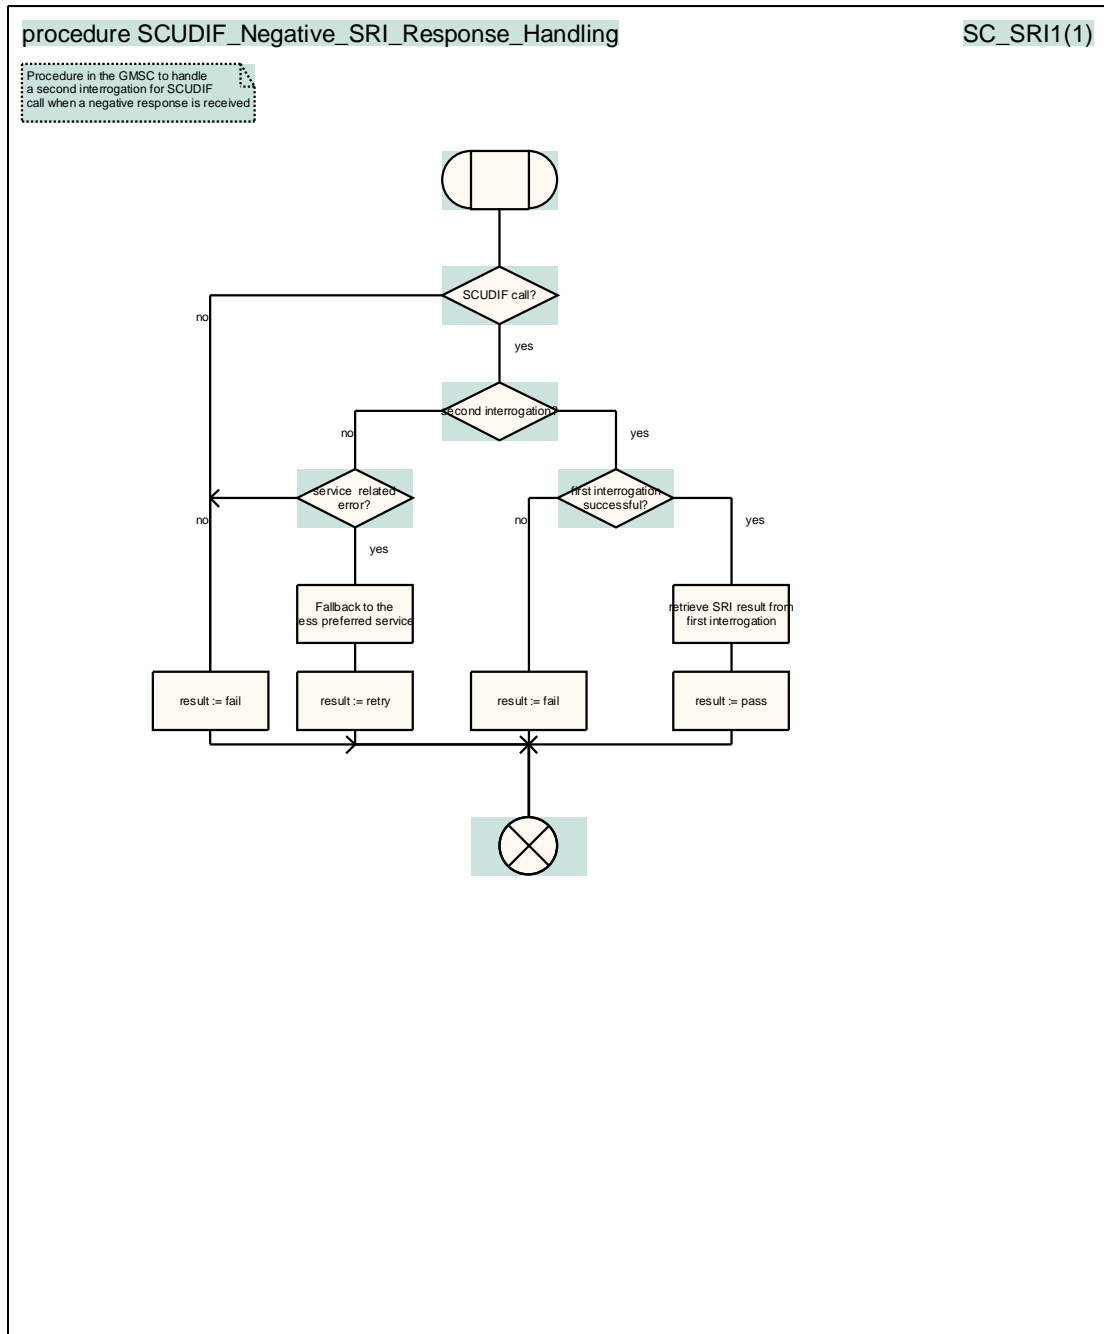 procedure SCUDIF_Negative_SRI_Response_Handling
SC_SRI1(1)
Procedure in the GMSC to handle
a second interrogation for SCUDIF
call when a negative response is received
SCUDIF call?
no
yes
second interrogation?
no
yes
service related
error?
first interrogation
successful?
no
yes
no
yes
Fallback to the
less preferred service
retrieve SRI result from
first interrogation
result := fail
result := retry
result := fail
result := pass